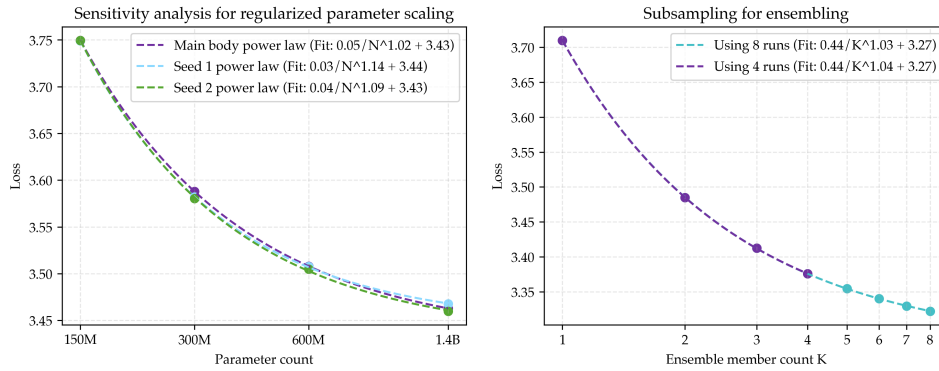 Sensitivity analysis for regularized parameter scaling
Main body power law (Fit: 0.05/N^1.02 + 3.43)
Seed 1 power law (Fit: 0.03/N^1.14 + 3.44)
Seed 2 power law (Fit: 0.04/N^1.09 + 3.43)
3.75
3.70
3.65
3.60
3.55
3.50
3.45
Loss
150M 300M 600M 1.4B
Parameter count
Subsampling for ensembling
Using 8 runs (Fit: 0.44/K^1.03 + 3.27)
Using 4 runs (Fit: 0.44/K^1.04 + 3.27)
3.70
3.65
3.60
3.55
3.50
3.45
3.40
3.35
Loss
1 2 3 4 5 6 7 8
Ensemble member count K